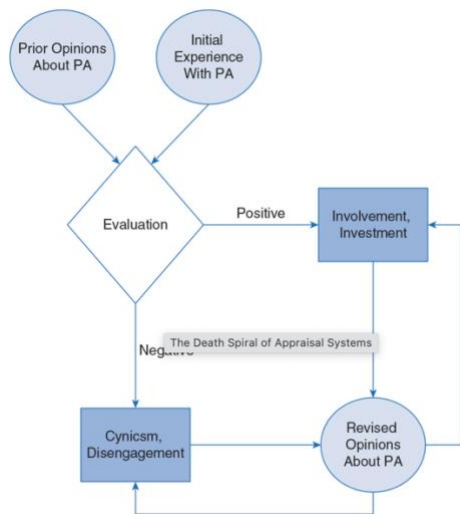 Prior Opinions
About PA
Initial
Experience
With PA
Evaluation
Positive
Involvement,
Investment
The Death Spiral of Appraisal Systems
Negative
Cynicsm,
Disengagement
Revised
Opinions
About PA